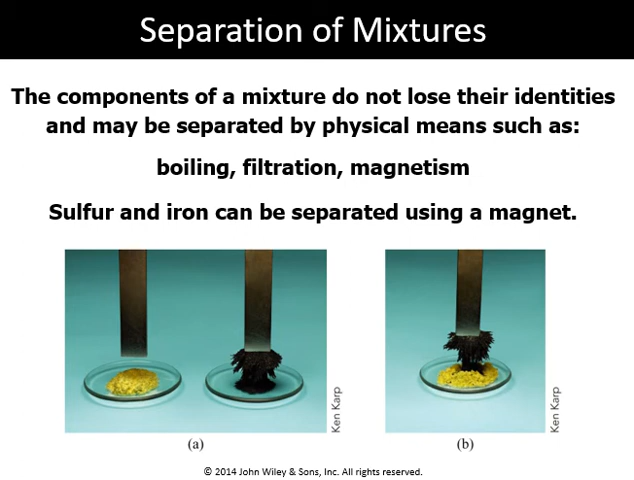 Separation of Mixtures
The components of a mixture do not lose their identities
and may be separated by physical means such as:
boiling, filtration, magnetism
Sulfur and iron can be separated using a magnet.
Ken Karp
Ken Karp
(a)
(b)
© 2014 John Wiley & Sons, Inc. All rights reserved.